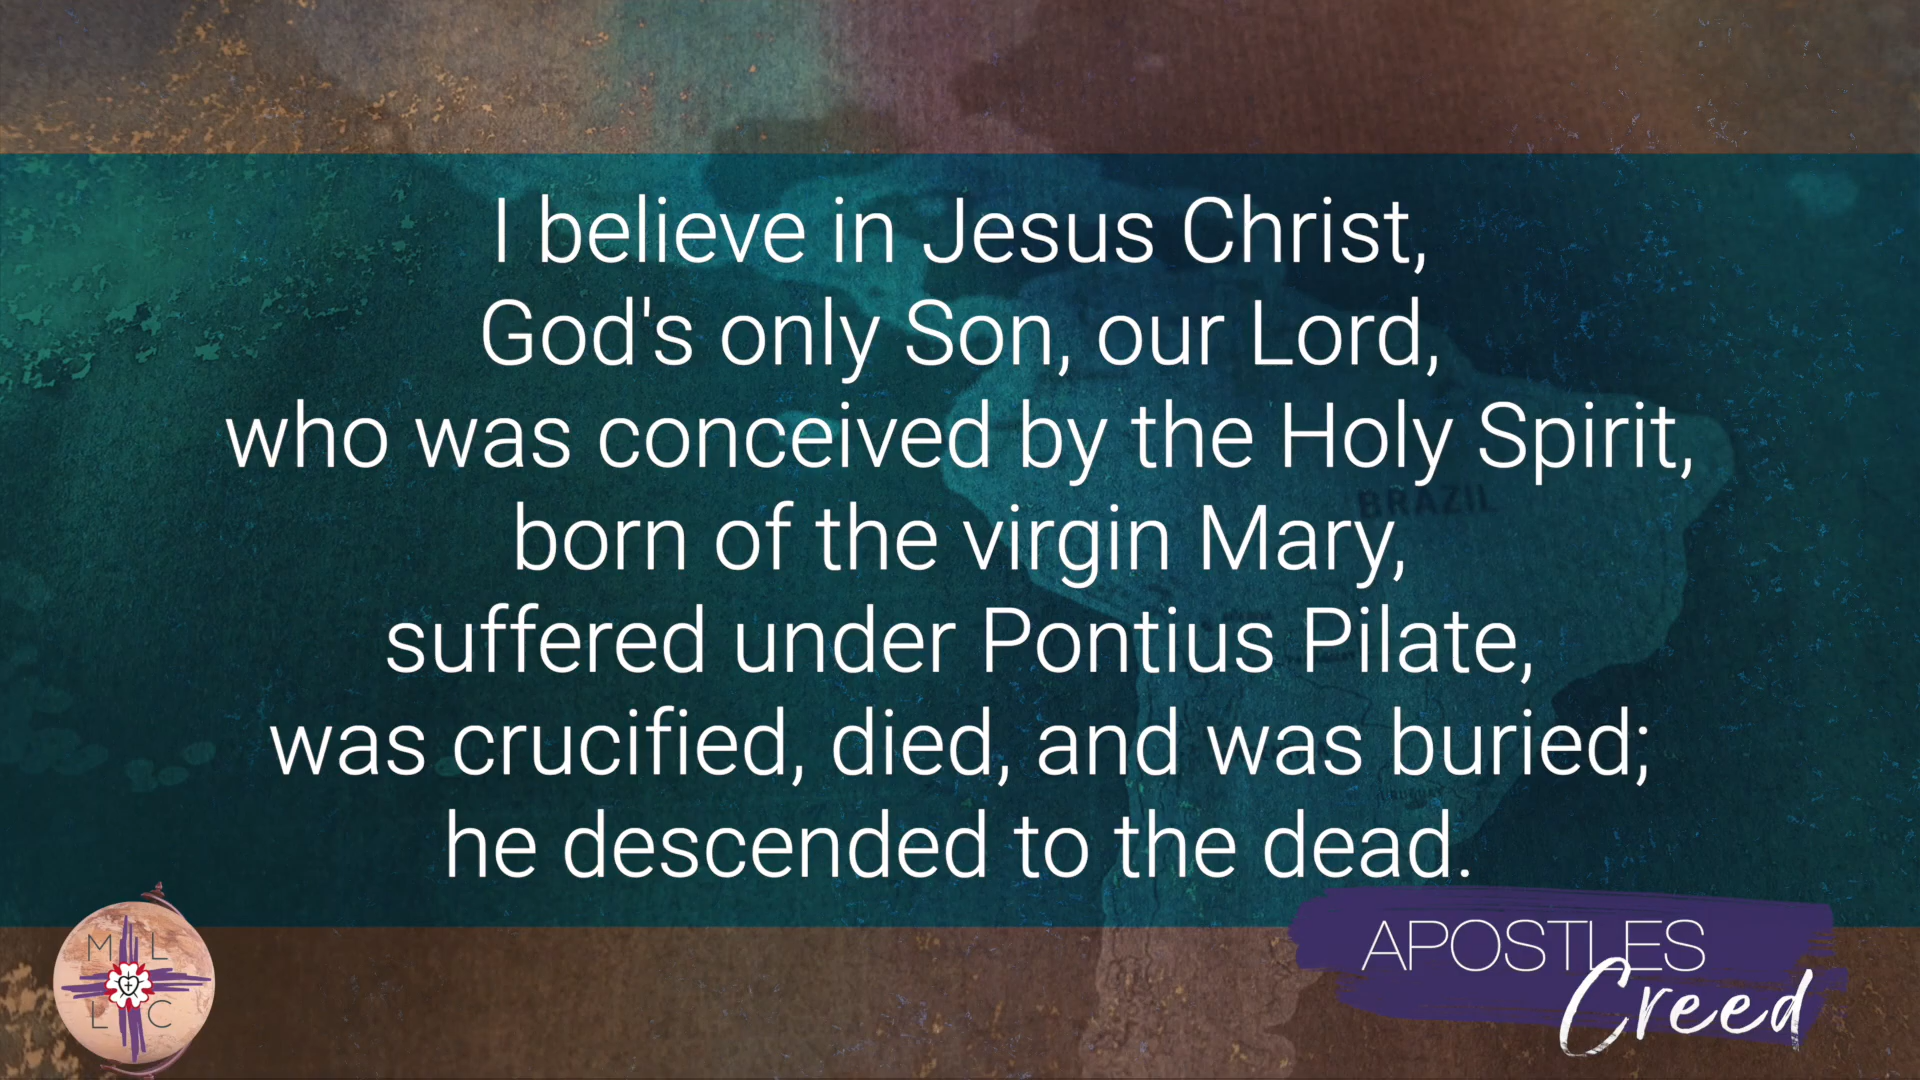 I believe in Jesus Christ,
God's only Son, our Lord,
who was conceived by the Holy Spirit,
BRAZIL
born of the virgin Mary,
suffered under Pontius Pilate,
was crucified, died, and was buried;
URUGUAY
he descended to the dead.
M L
L C
APOSTLES
Creed